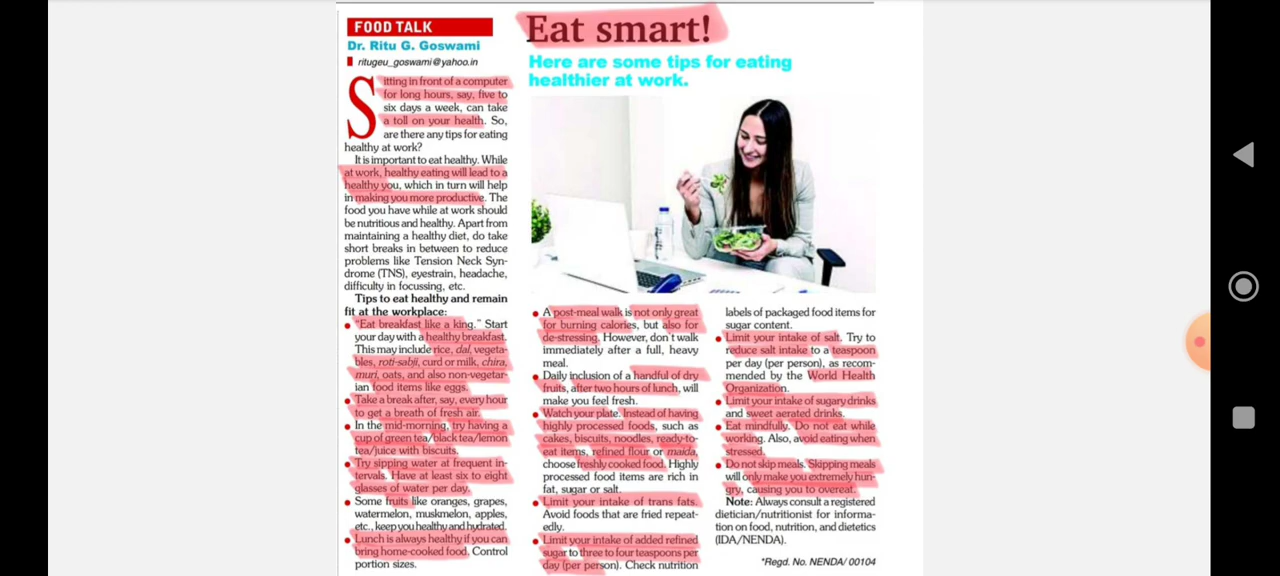 FOOD TALK
Dr. Ritu G. Goswami
ritugeu_goswami@yahoo.in
Eat smart!
Here are some tips for eating
healthier at work.
Sitting in front of a computer
for long hours, say, five to
six days a week, can take
a toll on your health. So,
are there any tips for eating
healthy at work?
It is important to eat healthy. While
at work, healthy eating will lead to a
healthy you, which in turn will help
in making you more productive. The
food you have while at work should
be nutritious and healthy. Apart from
maintaining a healthy diet, do take
short breaks in between to reduce
problems like Tension Neck Syn-
drome (TNS), eyestrain, headache,
difficulty in focussing, etc.
Tips to eat healthy and remain
fit at the workplace:
● "Eat breakfast like a king." Start
your day with a healthy breakfast.
This may include rice, dal, vegeta-
bles, roti-sabji, curd or milk, chira,
muri, oats, and also non-vegetar-
ian food items like eggs.
● Take a break after, say, every hour
to get a breath of fresh air.
● In the mid-morning, try having a
cup of green tea/black tea/lemon
tea/juice with biscuits.
● Try sipping water at frequent in-
tervals. Have at least six to eight
glasses of water per day.
● Some fruits like oranges, grapes,
watermelon, muskmelon, apples,
etc., keep you healthy and hydrated.
● Lunch is always healthy if you can
bring home-cooked food. Control
portion sizes.
● A post-meal walk is not only great
for burning calories, but also for
de-stressing. However, don't walk
immediately after a full, heavy
meal.
● Daily inclusion of a handful of dry
fruits, after two hours of lunch, will
make you feel fresh.
● Watch your plate. Instead of having
highly processed foods, such as
cakes, biscuits, noodles, ready-to-
eat items, refined flour or maida,
choose freshly cooked food. Highly
processed food items are rich in
fat, sugar or salt.
● Limit your intake of trans fats.
Avoid foods that are fried repeat-
edly.
● Limit your intake of added refined
sugar to three to four teaspoons per
day (per person). Check nutrition
labels of packaged food items for
sugar content.
● Limit your intake of salt. Try to
reduce salt intake to a teaspoon
per day (per person), as recom-
mended by the World Health
Organization.
● Limit your intake of sugary drinks
and sweet aerated drinks.
● Eat mindfully. Do not eat while
working. Also, avoid eating when
stressed.
● Do not skip meals. Skipping meals
will only make you extremely hun-
gry, causing you to overeat.
Note: Always consult a registered
dietician/nutritionist for informa-
tion on food, nutrition, and dietetics
(IDA/NENDA).
*Regd. No. NENDA/ 00104